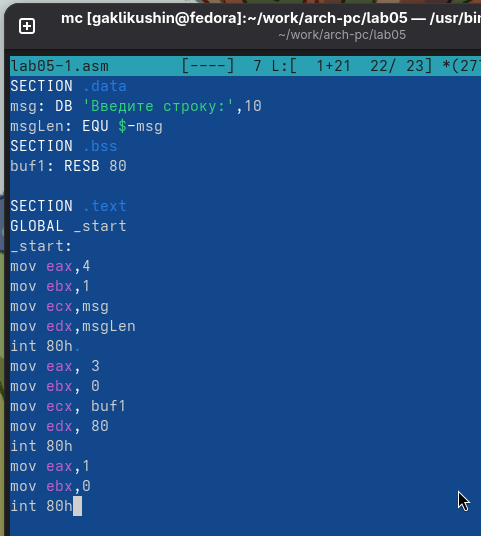 mc [gaklikushin@fedora]:~/work/arch-pc/lab05 — /usr/bin
~/work/arch-pc/lab05
lab05-1.asm [----] 7 L:[ 1+21 22/ 23] *(277
SECTION .data
msg: DB 'Введите строку:',10
msgLen: EQU $-msg
SECTION .bss
buf1: RESB 80
SECTION .text
GLOBAL _start
_start:
mov eax,4
mov ebx,1
mov ecx,msg
mov edx,msgLen
int 80h.
mov eax, 3
mov ebx, 0
mov ecx, buf1
mov edx, 80
int 80h
mov eax,1
mov ebx,0
int 80h